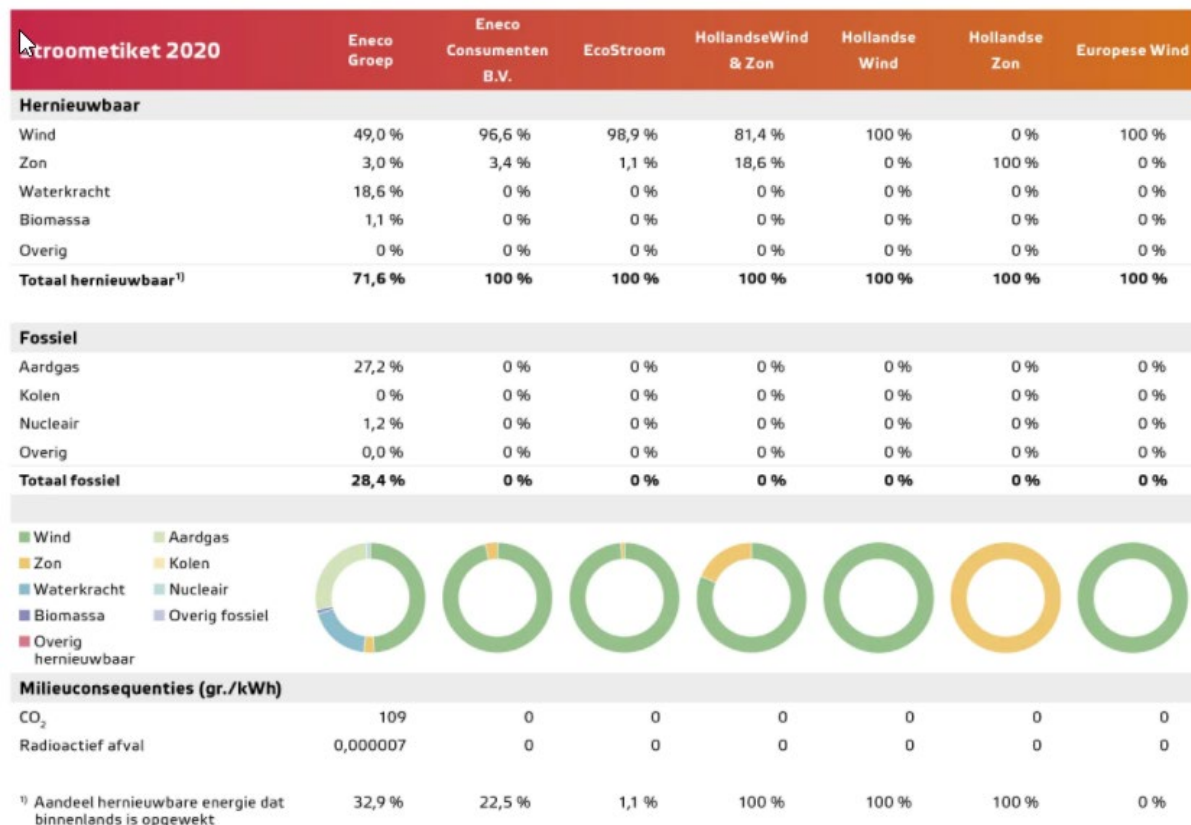 Stroometiket 2020 Eneco Groep Eneco Consumenten B.V. EcoStroom HollandseWind & Zon Hollandse Wind Hollandse Zon Europese Wind
Hernieuwbaar
Wind 49,0 % 96,6 % 98,9 % 81,4 % 100 % 0 % 100 %
Zon 3,0 % 3,4 % 1,1 % 18,6 % 0 % 100 % 0 %
Waterkracht 18,6 % 0 % 0 % 0 % 0 % 0 % 0 %
Biomassa 1,1 % 0 % 0 % 0 % 0 % 0 % 0 %
Overig 0 % 0 % 0 % 0 % 0 % 0 % 0 %
Totaal hernieuwbaar¹⁾ 71,6 % 100 % 100 % 100 % 100 % 100 % 100 %
Fossiel
Aardgas 27,2 % 0 % 0 % 0 % 0 % 0 % 0 %
Kolen 0 % 0 % 0 % 0 % 0 % 0 % 0 %
Nucleair 1,2 % 0 % 0 % 0 % 0 % 0 % 0 %
Overig 0,0 % 0 % 0 % 0 % 0 % 0 % 0 %
Totaal fossiel 28,4 % 0 % 0 % 0 % 0 % 0 % 0 %
Wind Aardgas
Zon Kolen
Waterkracht Nucleair
Biomassa Overig fossiel
Overig
hernieuwbaar
Milieuconsequenties (gr./kWh)
CO₂ 109 0 0 0 0 0 0
Radioactief afval 0,000007 0 0 0 0 0 0
¹⁾ Aandeel hernieuwbare energie dat 32,9 % 22,5 % 1,1 % 100 % 100 % 100 % 0 %
binnenlands is opgewekt